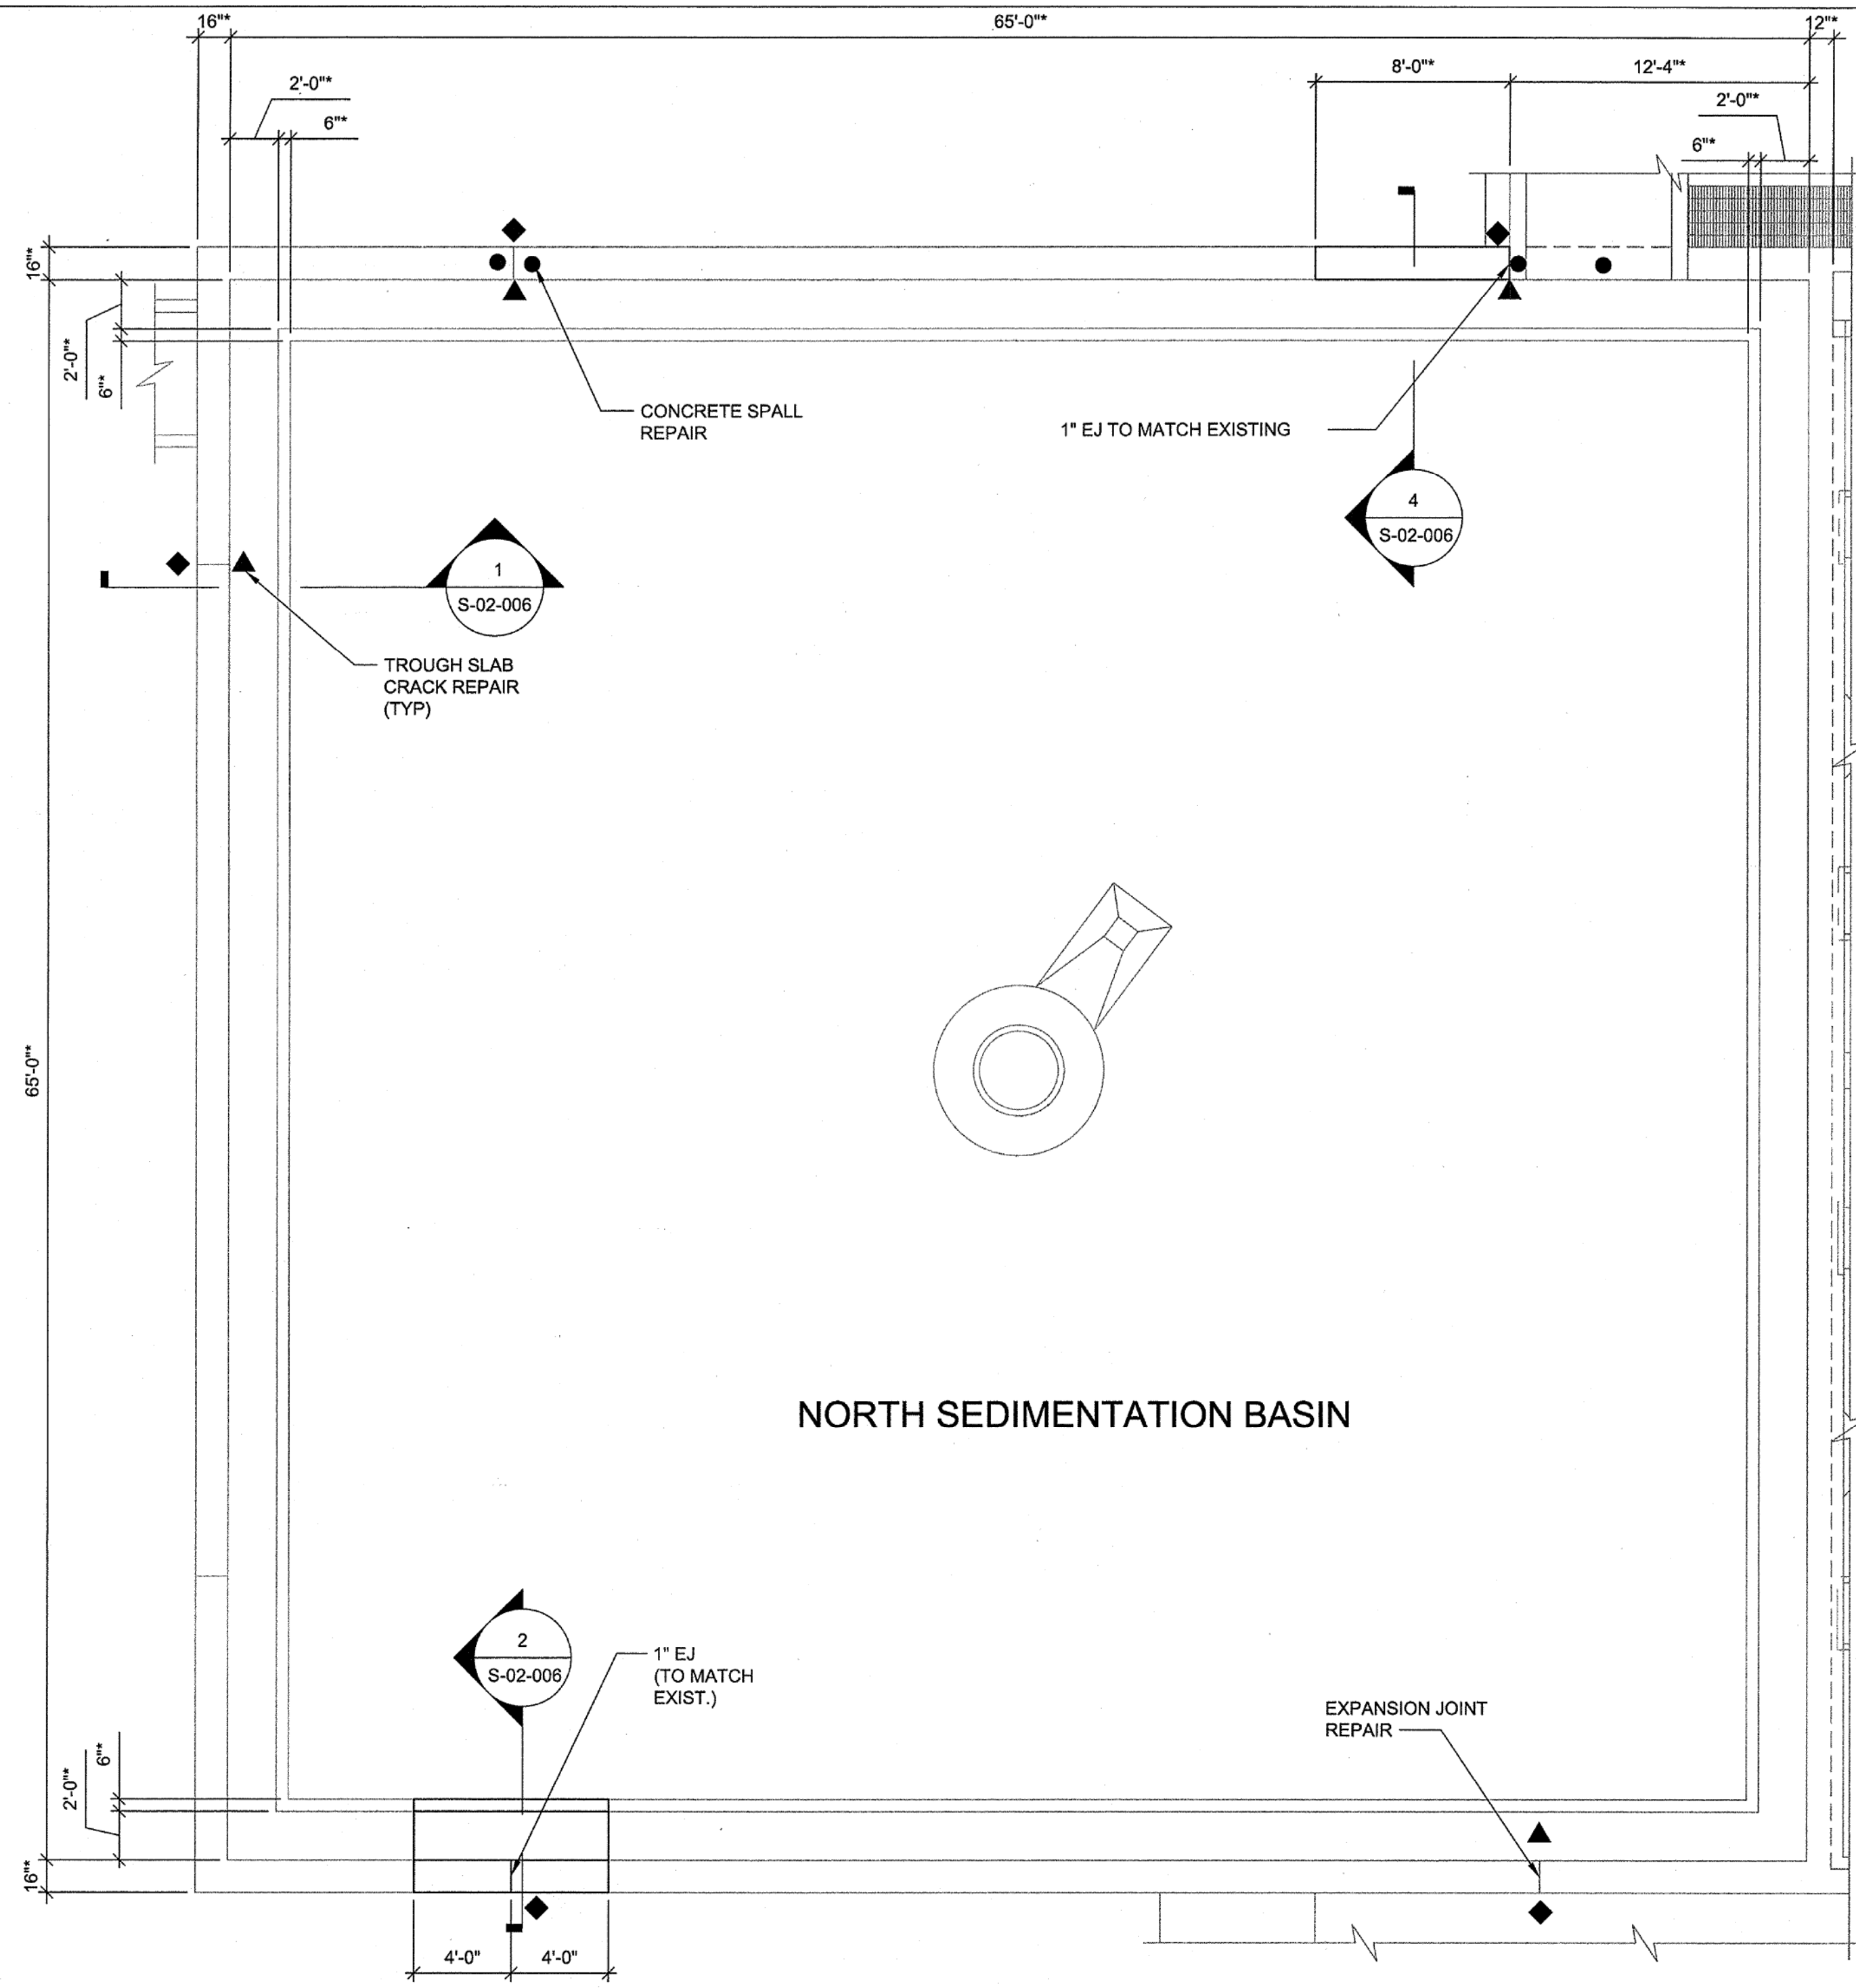 16"*
65'-0"*
12"*
8'-0"*
12'-4"*
2'-0"*
2'-0"*
6"*
6"*
16"*
2'-0"*
6"*
CONCRETE SPALL
REPAIR
1" EJ TO MATCH EXISTING
4
S-02-006
1
S-02-006
TROUGH SLAB
CRACK REPAIR
(TYP)
65'-0"*
NORTH SEDIMENTATION BASIN
2
S-02-006
1" EJ
(TO MATCH
EXIST.)
EXPANSION JOINT
REPAIR
6"*
2'-0"*
16"*
4'-0"
4'-0"